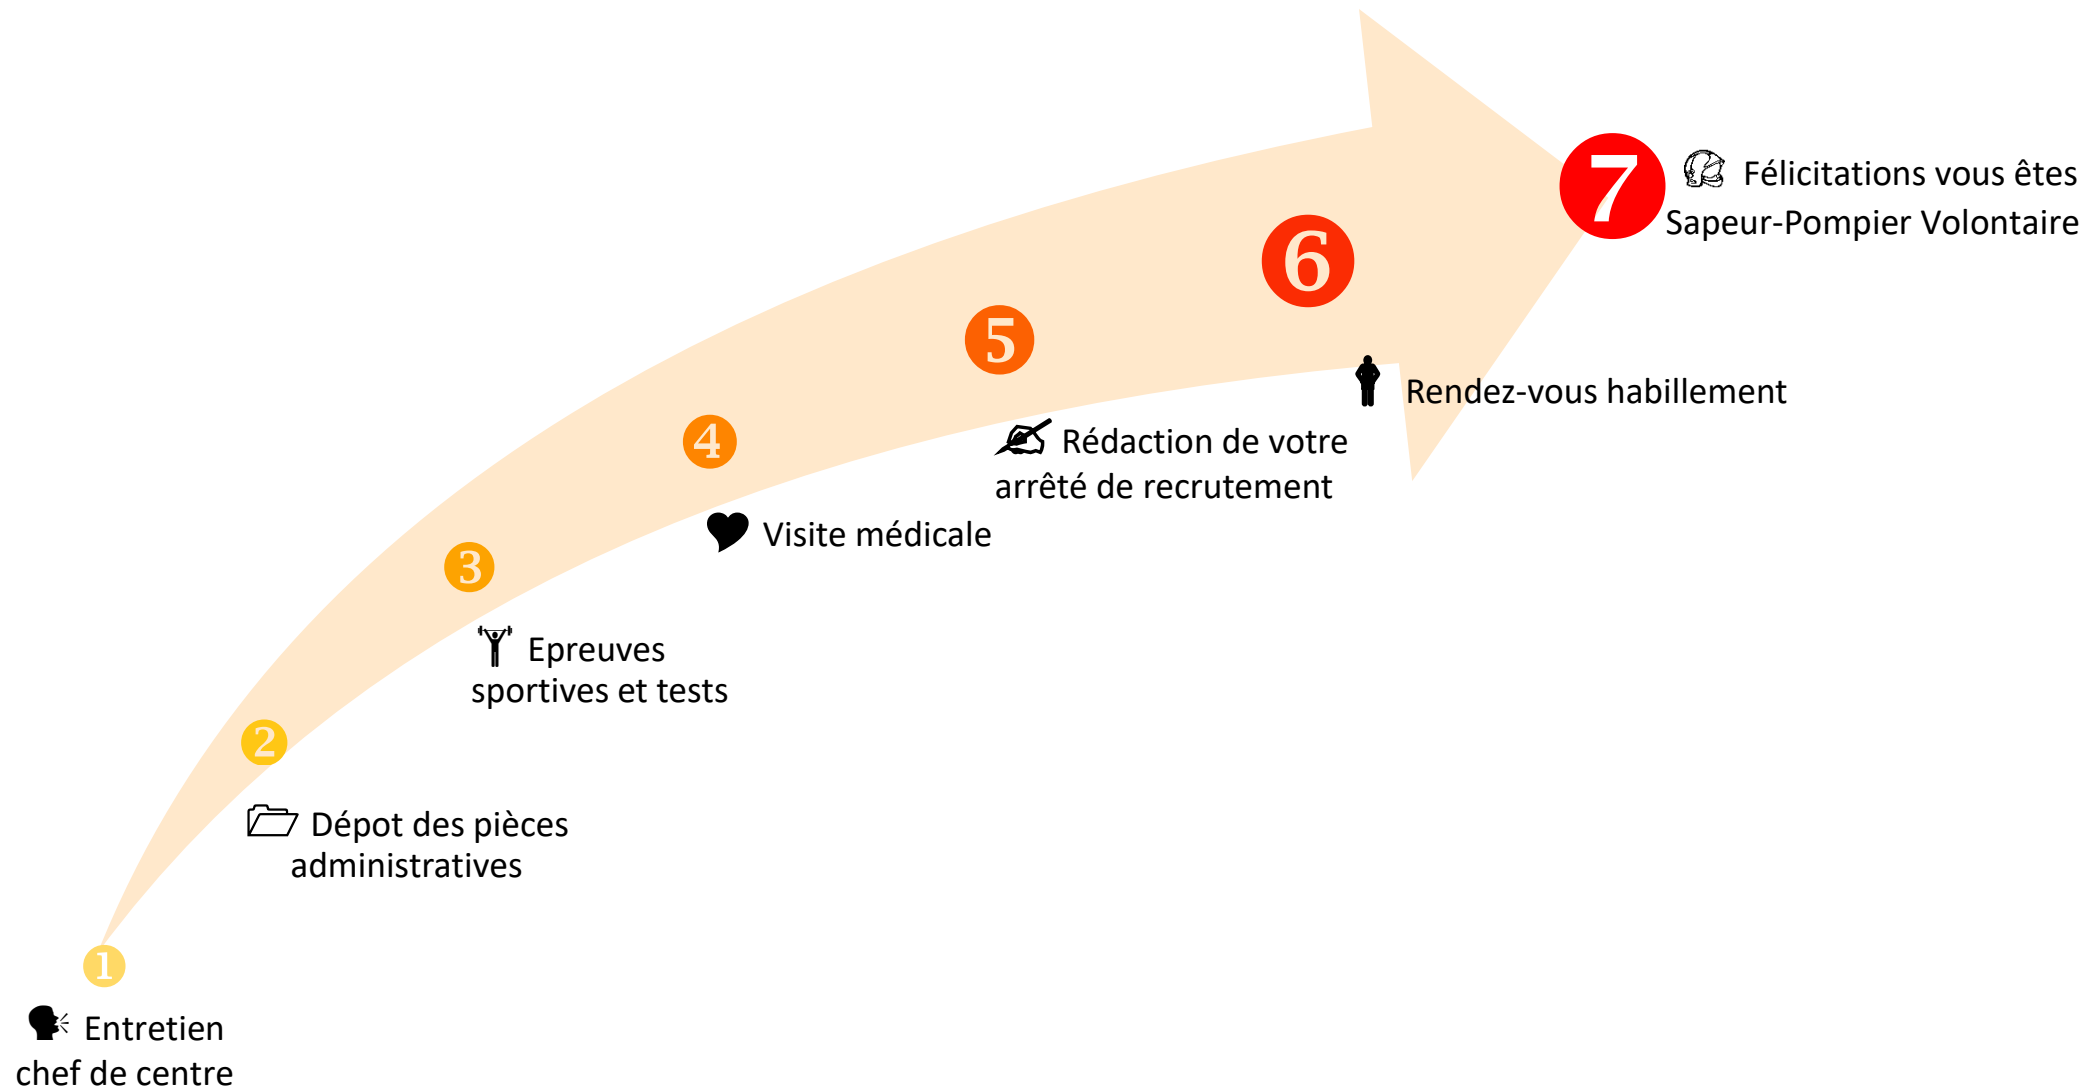 1
Entretien
chef de centre
2
Dépot des pièces
administratives
3
Epreuves
sportives et tests
4
Visite médicale
5
Rédaction de votre
arrêté de recrutement
6
Rendez-vous habillement
7
Félicitations vous êtes
Sapeur-Pompier Volontaire